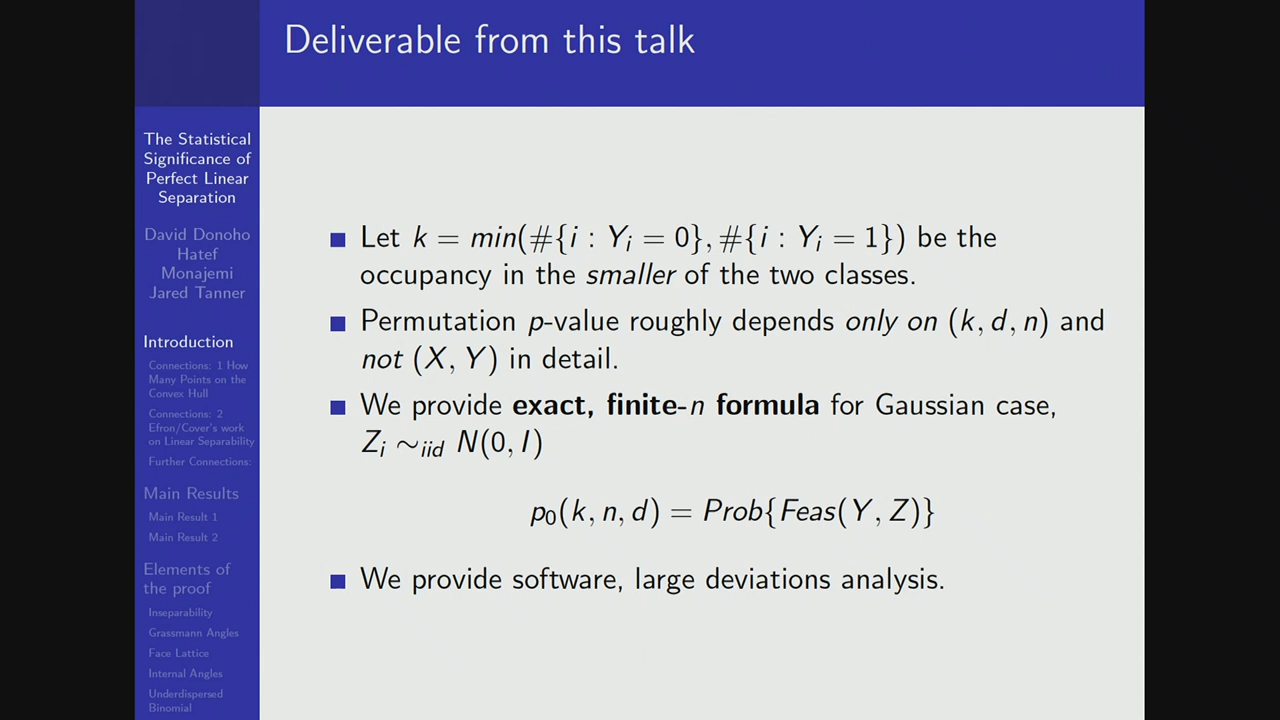 Deliverable from this talk
The Statistical
Significance of
Perfect Linear
Separation
David Donoho
Hatef
Monajemi
Jared Tanner
Introduction
Connections: 1 How
Many Points on the
Convex Hull
Connections: 2
Efron/Cover's work
on Linear Separability
Further Connections:
Main Results
Main Result 1
Main Result 2
Elements of
the proof
Inseparability
Grassmann Angles
Face Lattice
Internal Angles
Underdispersed
Binomial
Let k = min(#{i : Y_i = 0}, #{i : Y_i = 1}) be the
occupancy in the smaller of the two classes.
Permutation p-value roughly depends only on (k, d, n) and
not (X, Y) in detail.
We provide exact, finite-n formula for Gaussian case,
Z_i ∼_iid N(0, I)
p_0(k, n, d) = Prob{Feas(Y, Z)}
We provide software, large deviations analysis.